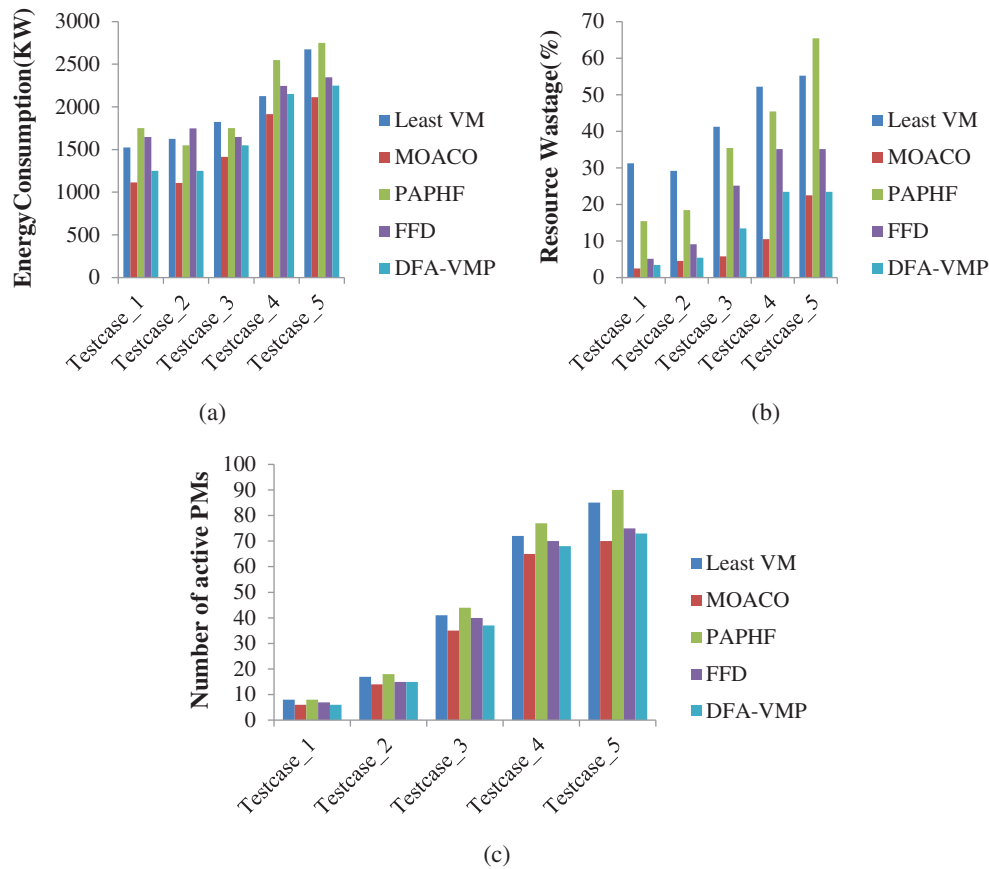 EnergyConsumption(KW)
3000
2500
2000
1500
1000
500
0
Testcase_1
Testcase_2
Testcase_3
Testcase_4
Testcase_5
Least VM
MOACO
PAPHF
FFD
DFA-VMP
(a)
Resource Wastage(%)
70
60
50
40
30
20
10
0
Testcase_1
Testcase_2
Testcase_3
Testcase_4
Testcase_5
Least VM
MOACO
PAPHF
FFD
DFA-VMP
(b)
Number of active PMs
100
90
80
70
60
50
40
30
20
10
0
Testcase_1
Testcase_2
Testcase_3
Testcase_4
Testcase_5
Least VM
MOACO
PAPHF
FFD
DFA-VMP
(c)